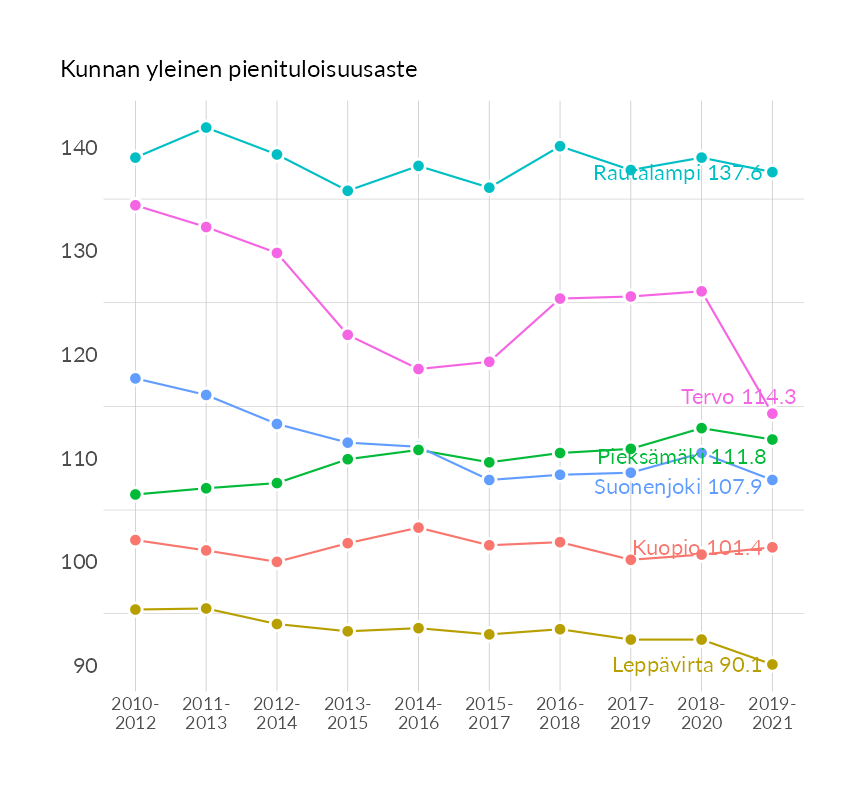 Kunnan yleinen pienituloisuusaste
140
130
120
110
100
90
Rautalampi 137.6
Tervo 114.3
Pieksämäki 111.8
Suonenjoki 107.9
Kuopio 101.4
Leppävirta 90.1
2010- 2011- 2012- 2013- 2014- 2015- 2016- 2017- 2018- 2019-
2012 2013 2014 2015 2016 2017 2018 2019 2020 2021